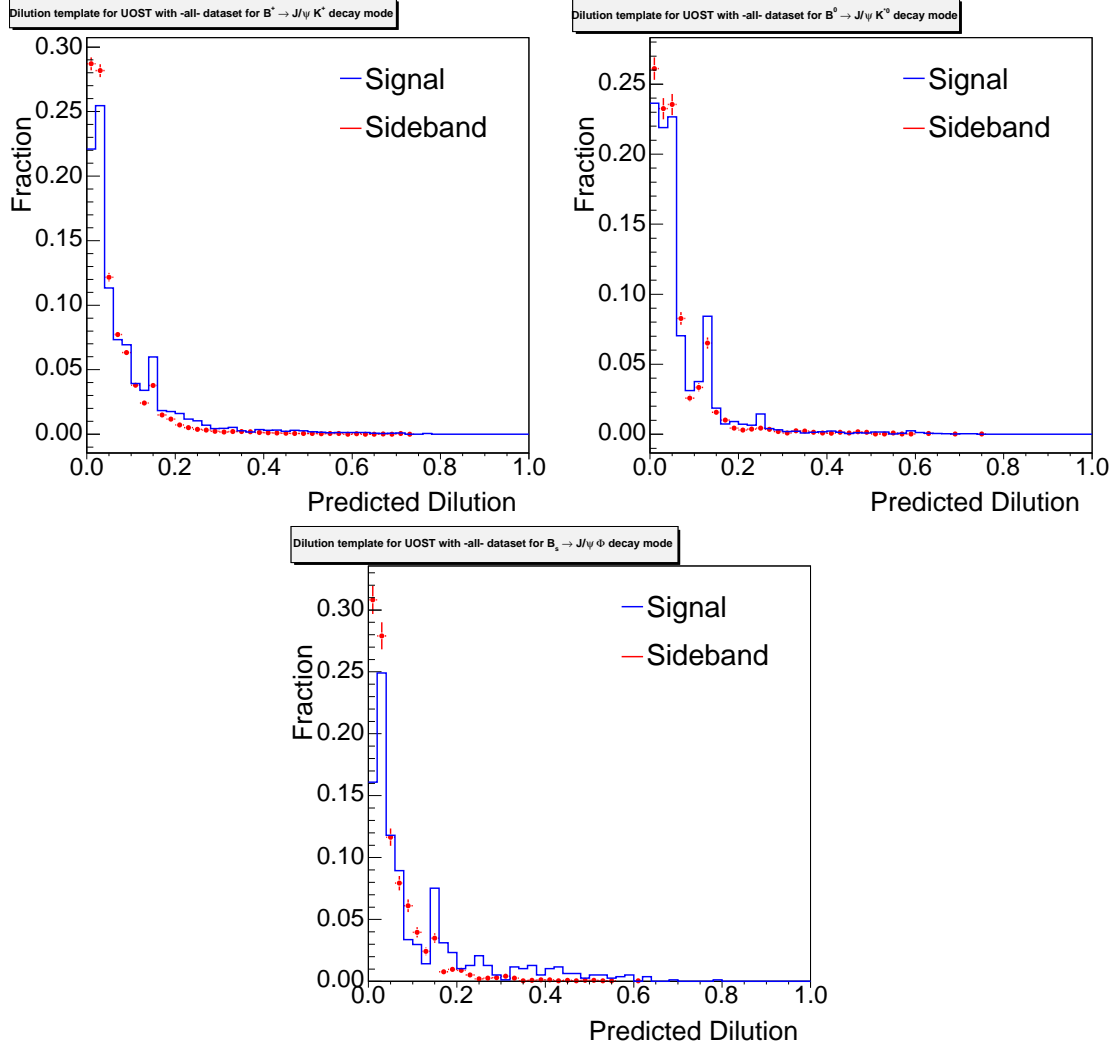 Dilution template for UOST with -all- dataset for B⁺ → J/ψ K⁺ decay mode
Fraction
0.30
0.25
0.20
0.15
0.10
0.05
0.00
Signal
Sideband
0.0 0.2 0.4 0.6 0.8 1.0
Predicted Dilution
Dilution template for UOST with -all- dataset for B⁰ → J/ψ K*⁰ decay mode
Fraction
0.25
0.20
0.15
0.10
0.05
0.00
Signal
Sideband
0.0 0.2 0.4 0.6 0.8 1.0
Predicted Dilution
Dilution template for UOST with -all- dataset for Bₛ → J/ψ Φ decay mode
Fraction
0.30
0.25
0.20
0.15
0.10
0.05
0.00
Signal
Sideband
0.0 0.2 0.4 0.6 0.8 1.0
Predicted Dilution